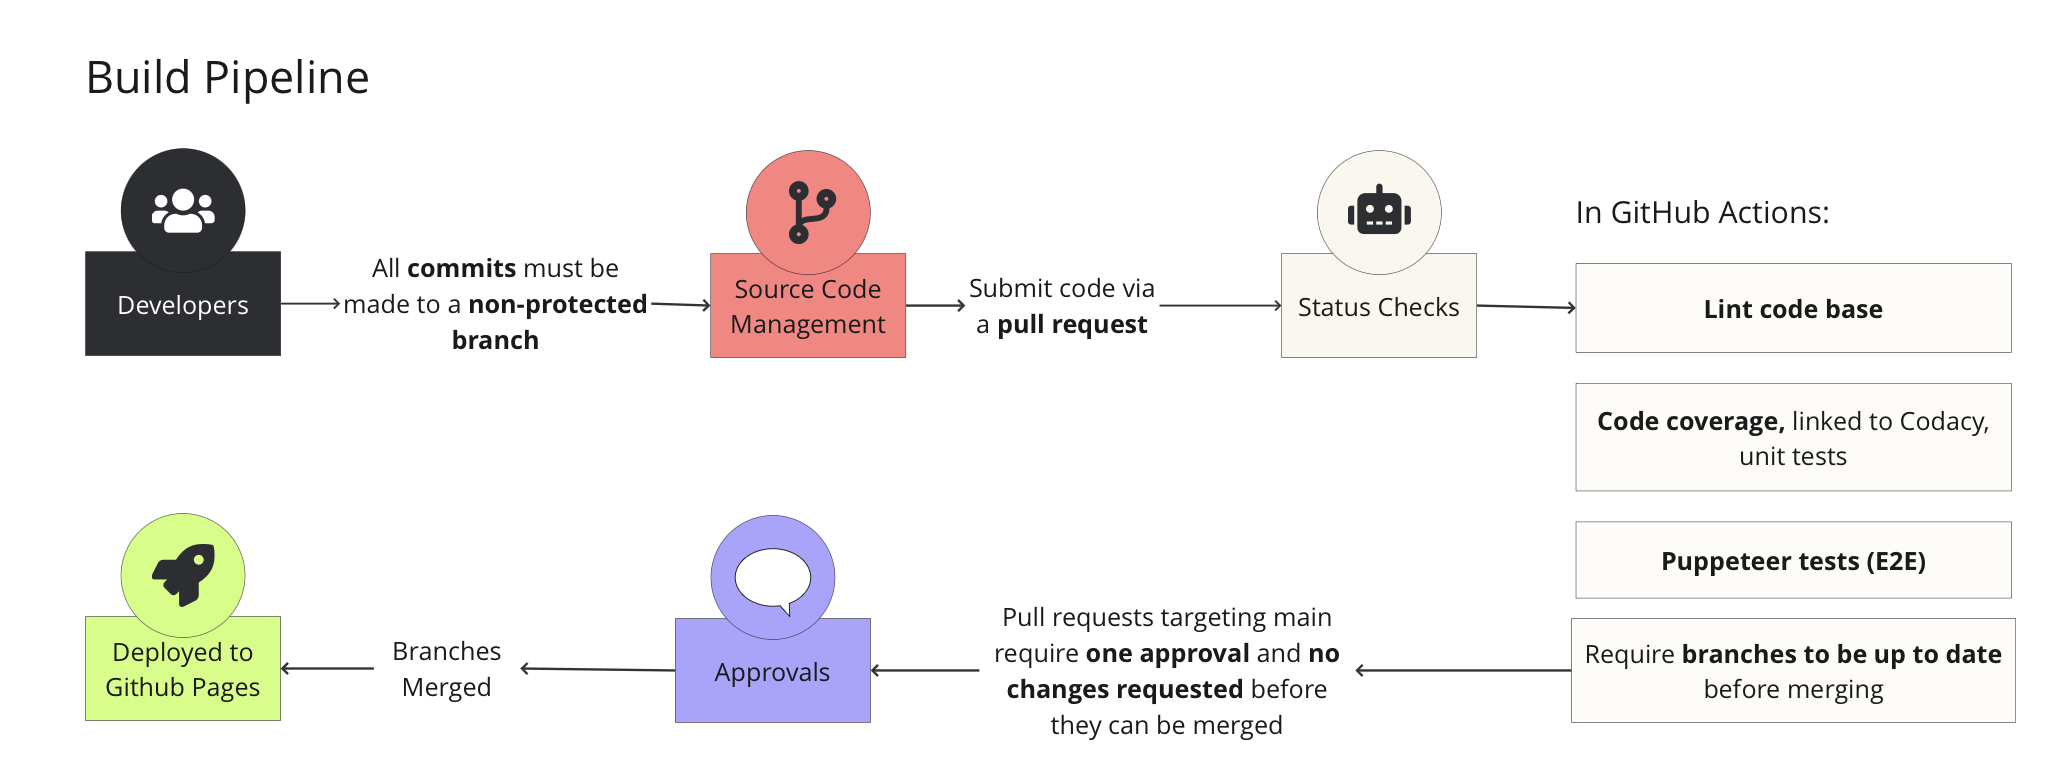 Build Pipeline
Developers
All commits must be
made to a non-protected
branch
Source Code
Management
Submit code via
a pull request
Status Checks
In GitHub Actions:
Lint code base
Code coverage, linked to Codacy,
unit tests
Puppeteer tests (E2E)
Require branches to be up to date
before merging
Pull requests targeting main
require one approval and no
changes requested before
they can be merged
Approvals
Branches
Merged
Deployed to
Github Pages